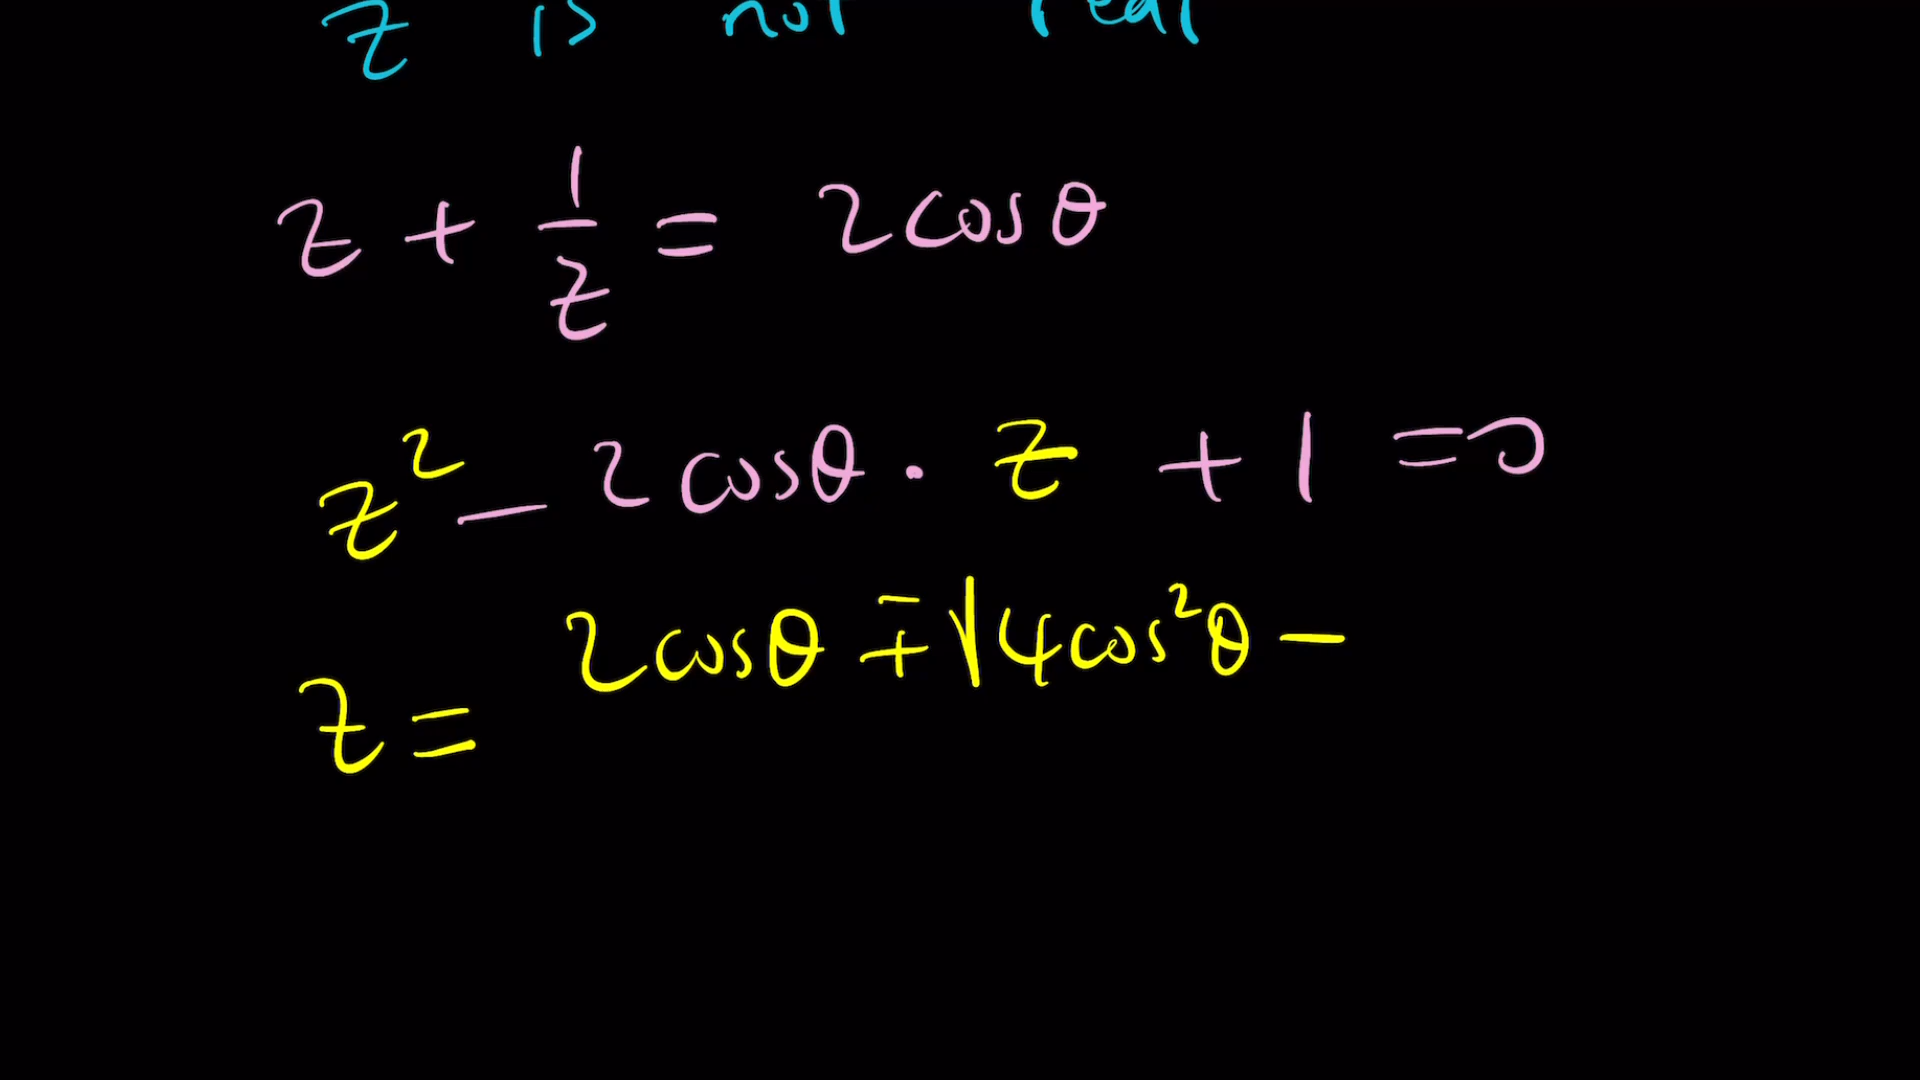 z is not real
z + 1/z = 2cosθ
z² - 2cosθ · z + 1 = 0
z = 2cosθ ∓ √4cos²θ -